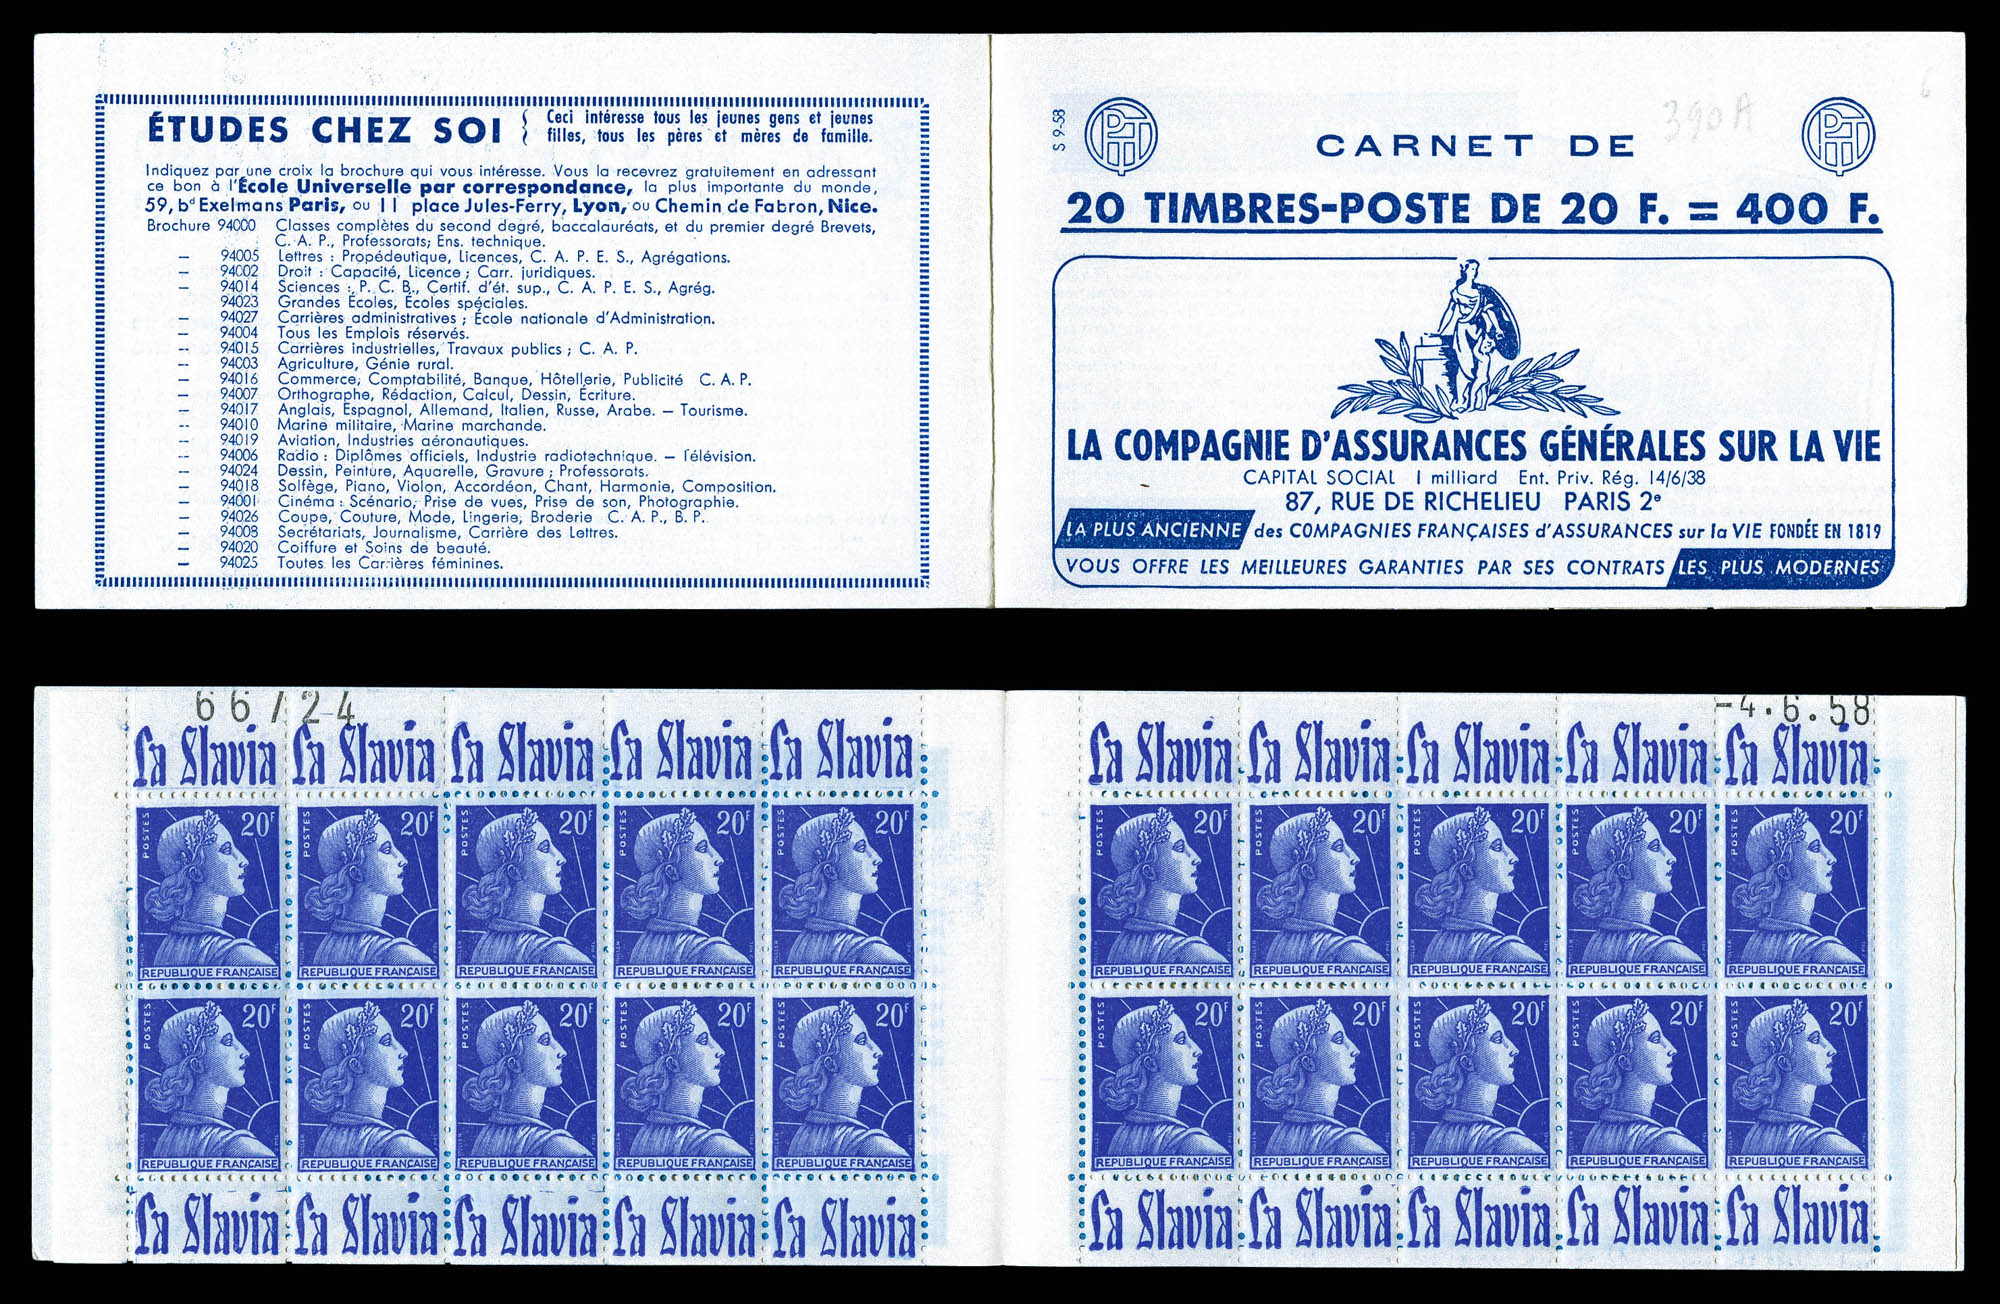 ÉTUDES CHEZ SOI { Ceci intéresse tous les jeunes gens et jeunes
filles, tous les pères et mères de famille.
Indiquez par une croix la brochure qui vous intéresse. Vous la recevrez gratuitement en adressant
ce bon à l'École Universelle par correspondance, la plus importante du monde,
59, bd Exelmans Paris, ou 11 place Jules-Ferry, Lyon, ou Chemin de Fabron, Nice.
Brochure 94000 Classes complètes du second degré, baccalauréats, et du premier degré Brevets,
C. A. P., Professorats; Ens. technique.
— 94005 Lettres : Propédeutique, Licences, C. A. P. E. S., Agrégations.
— 94002 Droit : Capacité, Licence ; Carr. juridiques.
— 94014 Sciences : P. C. B., Certif. d'ét. sup., C. A. P. E. S., Agrég.
— 94023 Grandes Écoles, Écoles spéciales.
— 94027 Carrières administratives ; École nationale d'Administration.
— 94004 Tous les Emplois réservés.
— 94015 Carrières industrielles, Travaux publics ; C. A. P.
— 94003 Agriculture, Génie rural.
— 94016 Commerce, Comptabilité, Banque, Hôtellerie, Publicité C. A. P.
— 94007 Orthographe, Rédaction, Calcul, Dessin, Écriture.
— 94017 Anglais, Espagnol, Allemand, Italien, Russe, Arabe. — Tourisme.
— 94010 Marine militaire, Marine marchande.
— 94019 Aviation, Industries aéronautiques.
— 94006 Radio : Diplômes officiels, Industrie radiotechnique. — Télévision.
— 94024 Dessin, Peinture, Aquarelle, Gravure ; Professorats.
— 94018 Solfège, Piano, Violon, Accordéon, Chant, Harmonie, Composition.
— 94001 Cinéma : Scénario, Prise de vues, Prise de son, Photographie.
— 94026 Coupe, Couture, Mode, Lingerie, Broderie C. A. P., B. P.
— 94008 Secrétariats, Journalisme, Carrière des Lettres.
— 94020 Coiffure et Soins de beauté.
— 94025 Toutes les Carrières féminines.
S 9-58
PTT
390A
PTT
6
CARNET DE
20 TIMBRES-POSTE DE 20 F. = 400 F.
LA COMPAGNIE D'ASSURANCES GÉNÉRALES SUR LA VIE
CAPITAL SOCIAL 1 milliard Ent. Priv. Rég. 14/6/38
87, RUE DE RICHELIEU PARIS 2e
LA PLUS ANCIENNE des COMPAGNIES FRANÇAISES d'ASSURANCES sur la VIE FONDÉE EN 1819
VOUS OFFRE LES MEILLEURES GARANTIES PAR SES CONTRATS LES PLUS MODERNES
66724
La Slavia La Slavia La Slavia La Slavia La Slavia
POSTES 20F POSTES 20F POSTES 20F POSTES 20F POSTES 20F
REPUBLIQUE FRANÇAISE REPUBLIQUE FRANÇAISE REPUBLIQUE FRANÇAISE REPUBLIQUE FRANÇAISE REPUBLIQUE FRANÇAISE
POSTES 20F POSTES 20F POSTES 20F POSTES 20F POSTES 20F
REPUBLIQUE FRANÇAISE REPUBLIQUE FRANÇAISE REPUBLIQUE FRANÇAISE REPUBLIQUE FRANÇAISE REPUBLIQUE FRANÇAISE
La Slavia La Slavia La Slavia La Slavia La Slavia
-4.6.58
La Slavia La Slavia La Slavia La Slavia La Slavia
POSTES 20F POSTES 20F POSTES 20F POSTES 20F POSTES 20F
REPUBLIQUE FRANÇAISE REPUBLIQUE FRANÇAISE REPUBLIQUE FRANÇAISE REPUBLIQUE FRANÇAISE REPUBLIQUE FRANÇAISE
POSTES 20F POSTES 20F POSTES 20F POSTES 20F POSTES 20F
REPUBLIQUE FRANÇAISE REPUBLIQUE FRANÇAISE REPUBLIQUE FRANÇAISE REPUBLIQUE FRANÇAISE REPUBLIQUE FRANÇAISE
La Slavia La Slavia La Slavia La Slavia La Slavia